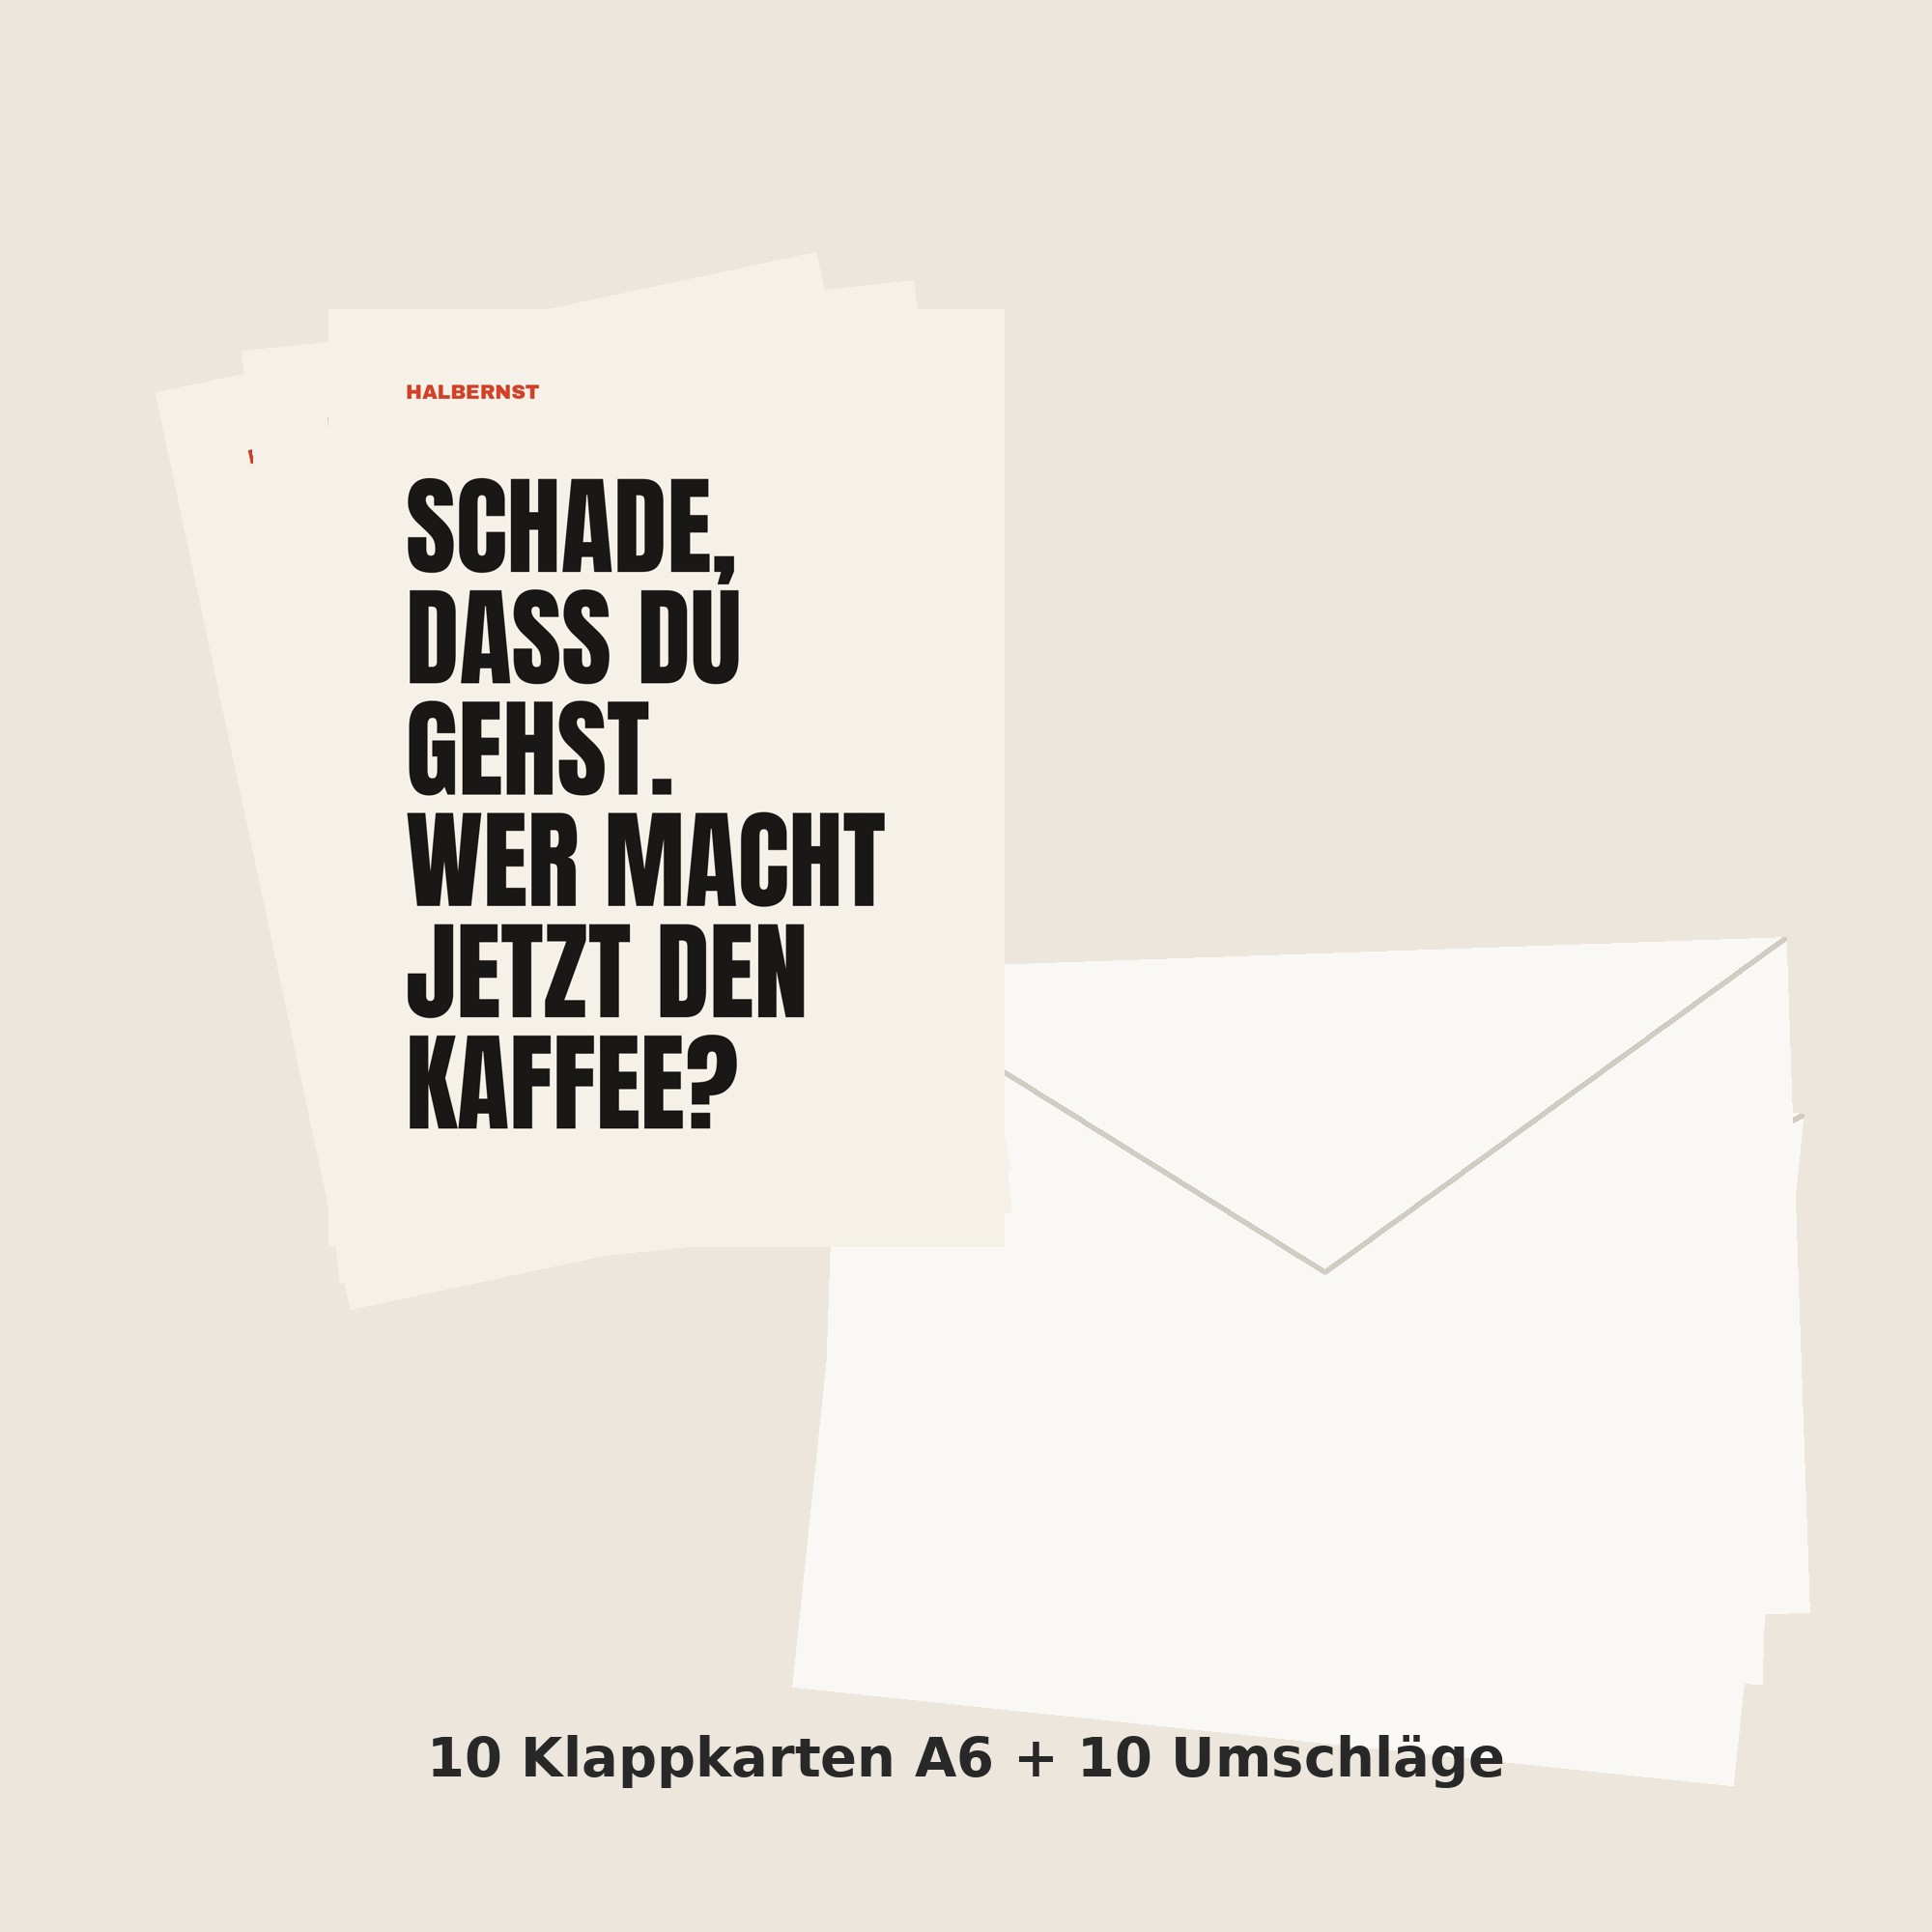 HALBERNST
SCHADE,
DASS DU
GEHST.
WER MACHT
JETZT DEN
KAFFEE?
10 Klappkarten A6 + 10 Umschläge